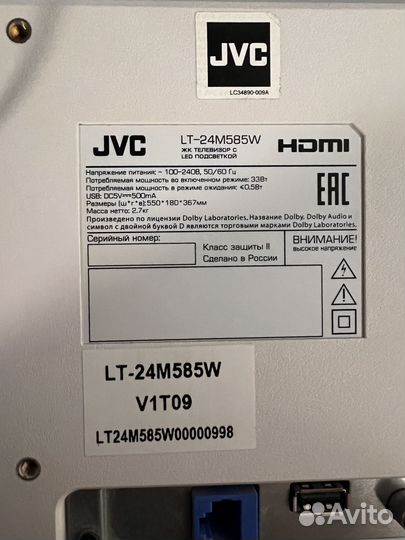 JVC
LC34890-009A
JVC
LT-24M585W
ЖК ТЕЛЕВИЗОР С
LED ПОДСВЕТКОЙ
HDMI
Напряжение питания: ~ 100-240В, 50/60 Гц
Потребляемая мощность во включенном режиме: 33Вт
Потребляемая мощность в режиме ожидания: ≤0.5Вт
USB: DC5V⎓500mA
Размеры (ш*г*в): 550*180*367мм
Масса нетто: 2.7кг
EAC
Произведено по лицензии Dolby Laboratories. Название Dolby, Dolby Audio и
символ с двойной буквой D являются торговыми марками Dolby Laboratories.
Серийный номер:
Класс защиты II
Сделано в России
ВНИМАНИЕ!
ВЫСОКОЕ НАПРЯЖЕНИЕ
LT-24M585W
V1T09
LT24M585W00000998
Avito